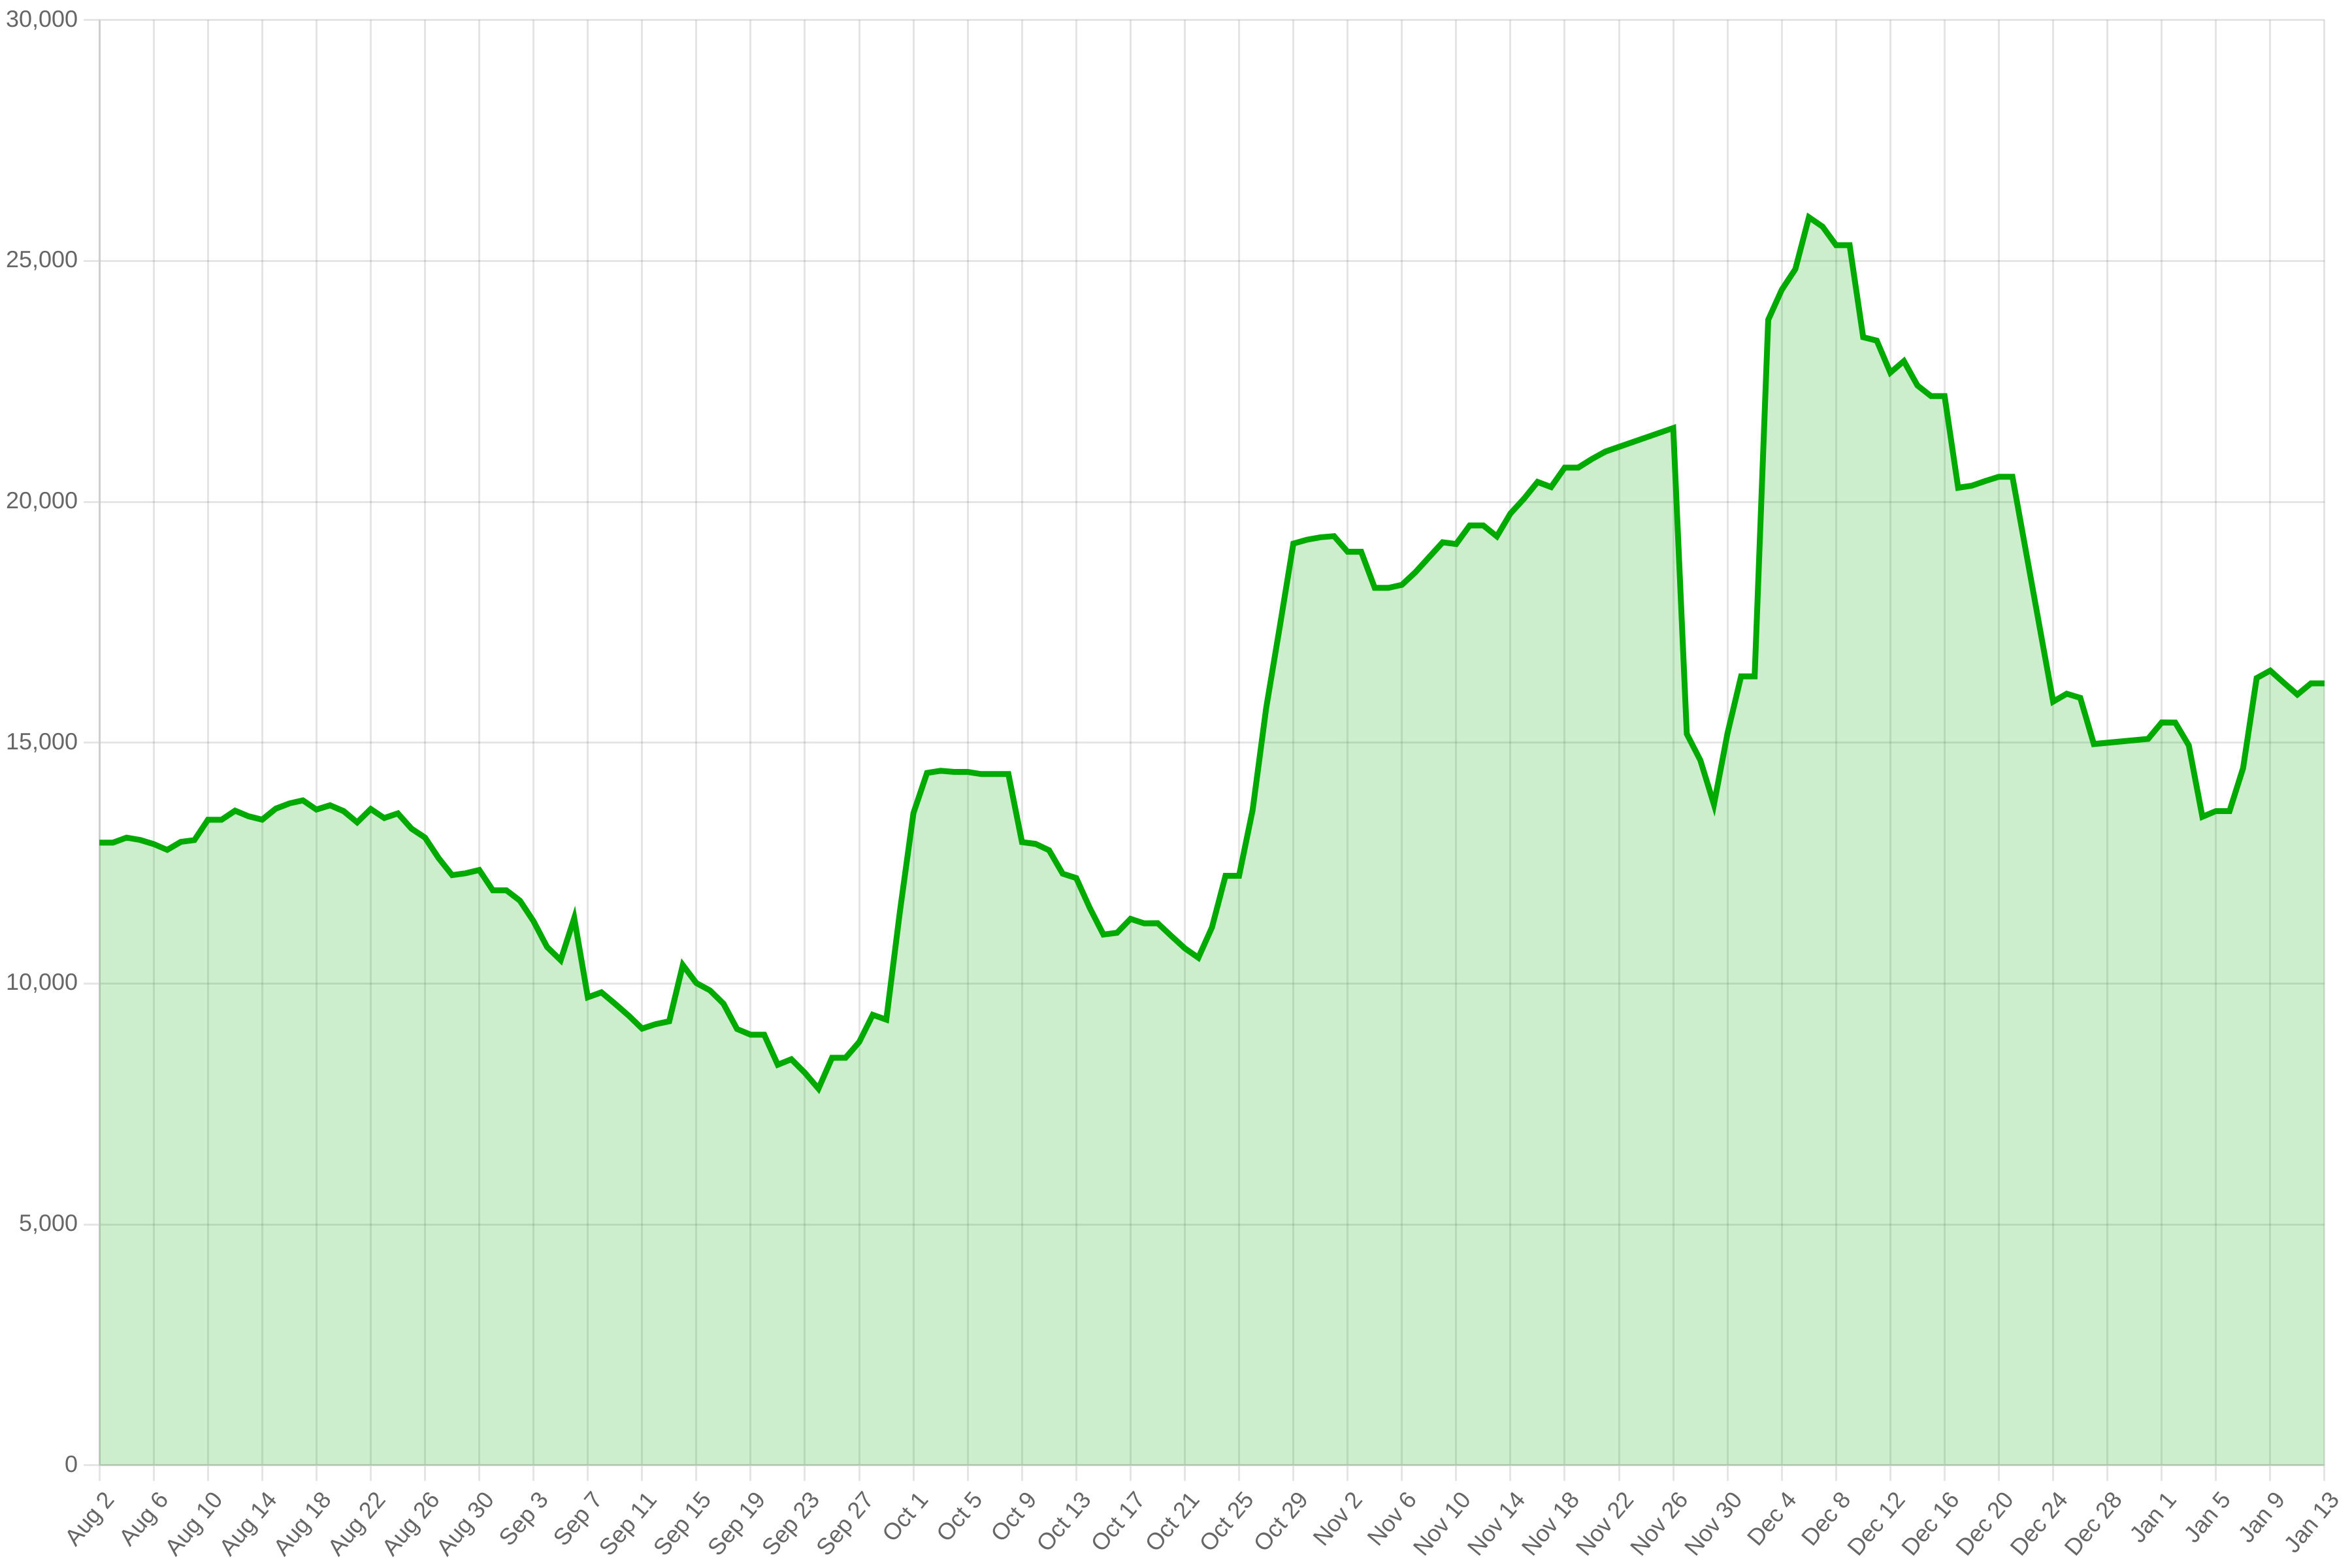 30,000
25,000
20,000
15,000
10,000
5,000
0
Aug 2
Aug 6
Aug 10
Aug 14
Aug 18
Aug 22
Aug 26
Aug 30
Sep 3
Sep 7
Sep 11
Sep 15
Sep 19
Sep 23
Sep 27
Oct 1
Oct 5
Oct 9
Oct 13
Oct 17
Oct 21
Oct 25
Oct 29
Nov 2
Nov 6
Nov 10
Nov 14
Nov 18
Nov 22
Nov 26
Nov 30
Dec 4
Dec 8
Dec 12
Dec 16
Dec 20
Dec 24
Dec 28
Jan 1
Jan 5
Jan 9
Jan 13